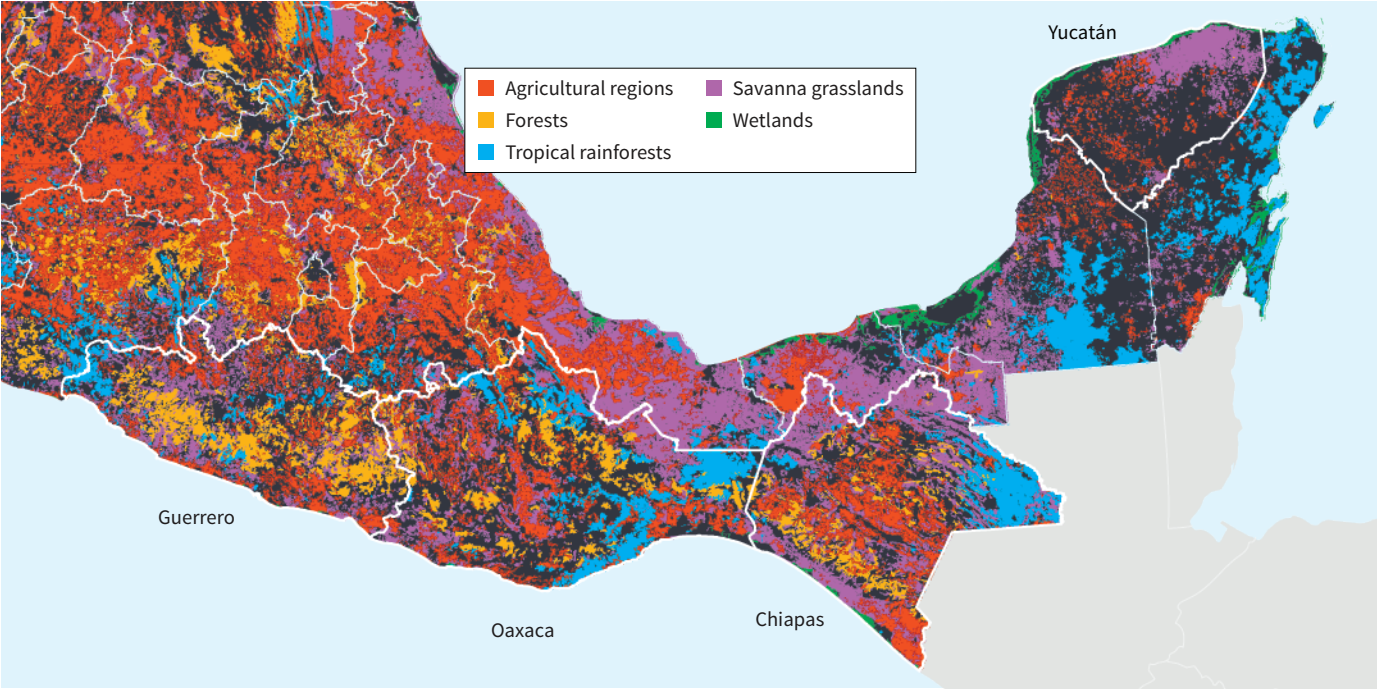 Yucatán
Agricultural regions
Savanna grasslands
Forests
Wetlands
Tropical rainforests
Guerrero
Oaxaca
Chiapas